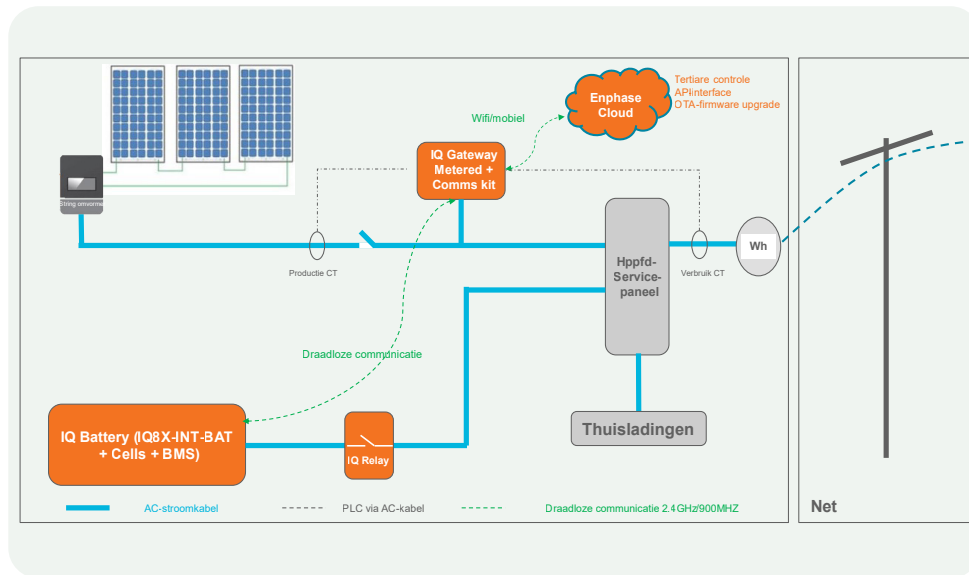 Enphase
Cloud
Tertiare controle
API-interface
OTA-firmware upgrade
Wifi/mobiel
IQ Gateway
Metered +
Comms kit
String omvormer
Productie CT
Hppfd-
Service-
paneel
Verbruik CT
Wh
Draadloze communicatie
IQ Battery (IQ8X-INT-BAT
+ Cells + BMS)
IQ Relay
Thuisladingen
AC-stroomkabel
PLC via AC-kabel
Draadloze communicatie 2.4GHz/900MHZ
Net